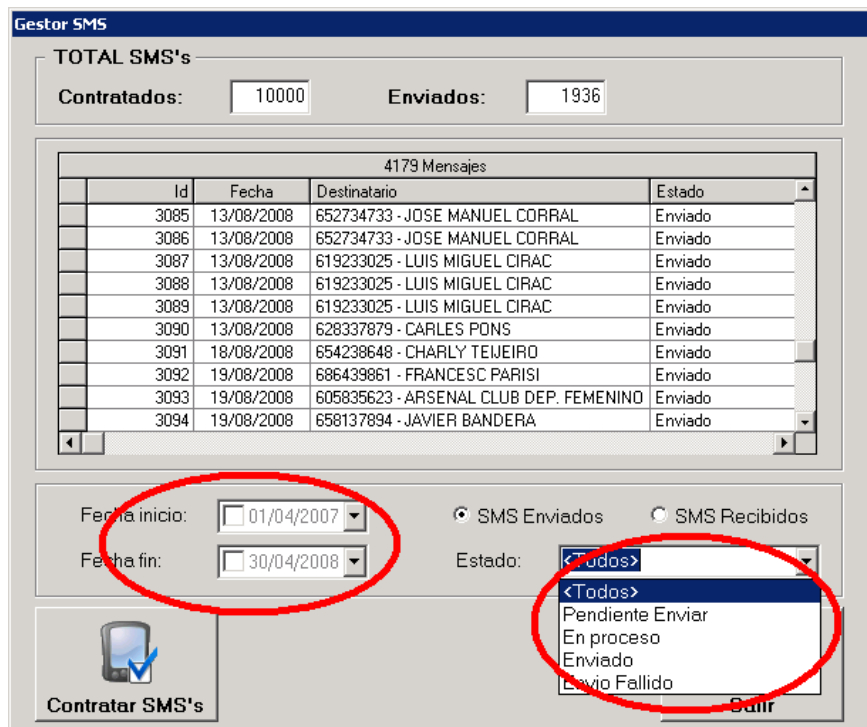 Gestor SMS
TOTAL SMS's
Contratados: 10000 Enviados: 1936
4179 Mensajes
Id Fecha Destinatario Estado
3085 13/08/2008 652734733 - JOSE MANUEL CORRAL Enviado
3086 13/08/2008 652734733 - JOSE MANUEL CORRAL Enviado
3087 13/08/2008 619233025 - LUIS MIGUEL CIRAC Enviado
3088 13/08/2008 619233025 - LUIS MIGUEL CIRAC Enviado
3089 13/08/2008 619233025 - LUIS MIGUEL CIRAC Enviado
3090 13/08/2008 628337879 - CARLES PONS Enviado
3091 18/08/2008 654238648 - CHARLY TEIJEIRO Enviado
3092 19/08/2008 686439861 - FRANCESC PARISI Enviado
3093 19/08/2008 605835623 - ARSENAL CLUB DEP. FEMENINO Enviado
3094 19/08/2008 658137894 - JAVIER BANDERA Enviado
Fecha inicio: 01/04/2007 SMS Enviados SMS Recibidos
Fecha fin: 30/04/2008 Estado: <Todos>
<Todos>
Pendiente Enviar
En proceso
Enviado
Envio Fallido
Contratar SMS's Salir